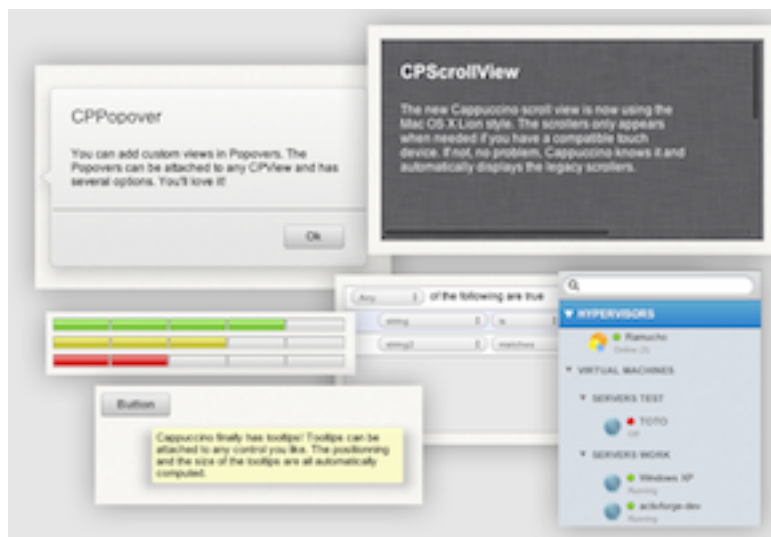 CPScrollView
The new Cappuccino scroll view is now using the
Mac OS X Lion style. The scrollers only appears
when needed if you have a compatible touch
device. If not, no problem, Cappuccino knows it and
automatically displays the legacy scrollers.
CPPopover
You can add custom views in Popovers. The
Popovers can be attached to any CPView and has
several options. You'll love it!
Ok
Any of the following are true
string is
string2 matches
HYPERVISORS
Ramucho
Online (3)
VIRTUAL MACHINES
SERVERS TEST
TOTO
Off
SERVERS WORK
Windows XP
Running
archiforge-dev
Running
Button
Cappuccino finally has tooltips! Tooltips can be
attached to any control you like. The positionning
and the size of the tooltips are all automatically
computed.